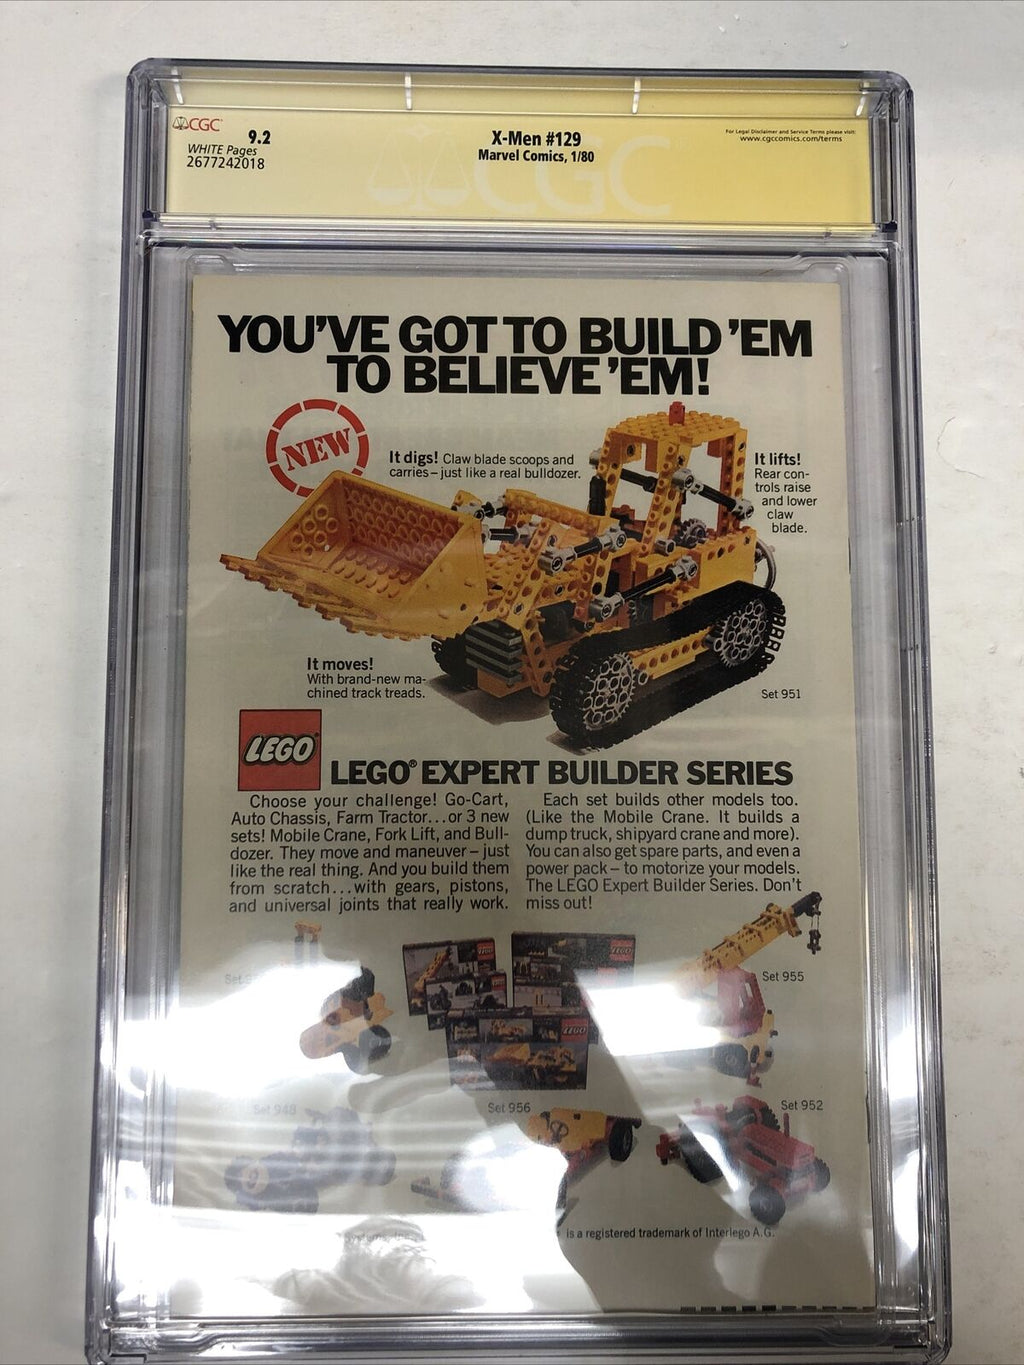 CGC
9.2
WHITE Pages
2677242018
X-Men #129
Marvel Comics, 1/80
For Legal Disclaimer and Service Terms please visit:
www.cgccomics.com/terms
CGC
YOU'VE GOT TO BUILD 'EM
TO BELIEVE 'EM!
NEW
It digs! Claw blade scoops and
carries – just like a real bulldozer.
It lifts!
Rear con-
trols raise
and lower
claw
blade.
It moves!
With brand-new ma-
chined track treads.
Set 951
LEGO
LEGO® EXPERT BUILDER SERIES
Choose your challenge! Go-Cart,
Auto Chassis, Farm Tractor...or 3 new
sets! Mobile Crane, Fork Lift, and Bull-
dozer. They move and maneuver – just
like the real thing. And you build them
from scratch...with gears, pistons,
and universal joints that really work.
Each set builds other models too.
(Like the Mobile Crane. It builds a
dump truck, shipyard crane and more).
You can also get spare parts, and even a
power pack – to motorize your models.
The LEGO Expert Builder Series. Don't
miss out!
Set
LEGO
LEGO
LEGO
Set 955
Set 948
Set 956
Set 952
is a registered trademark of Interlego A.G.